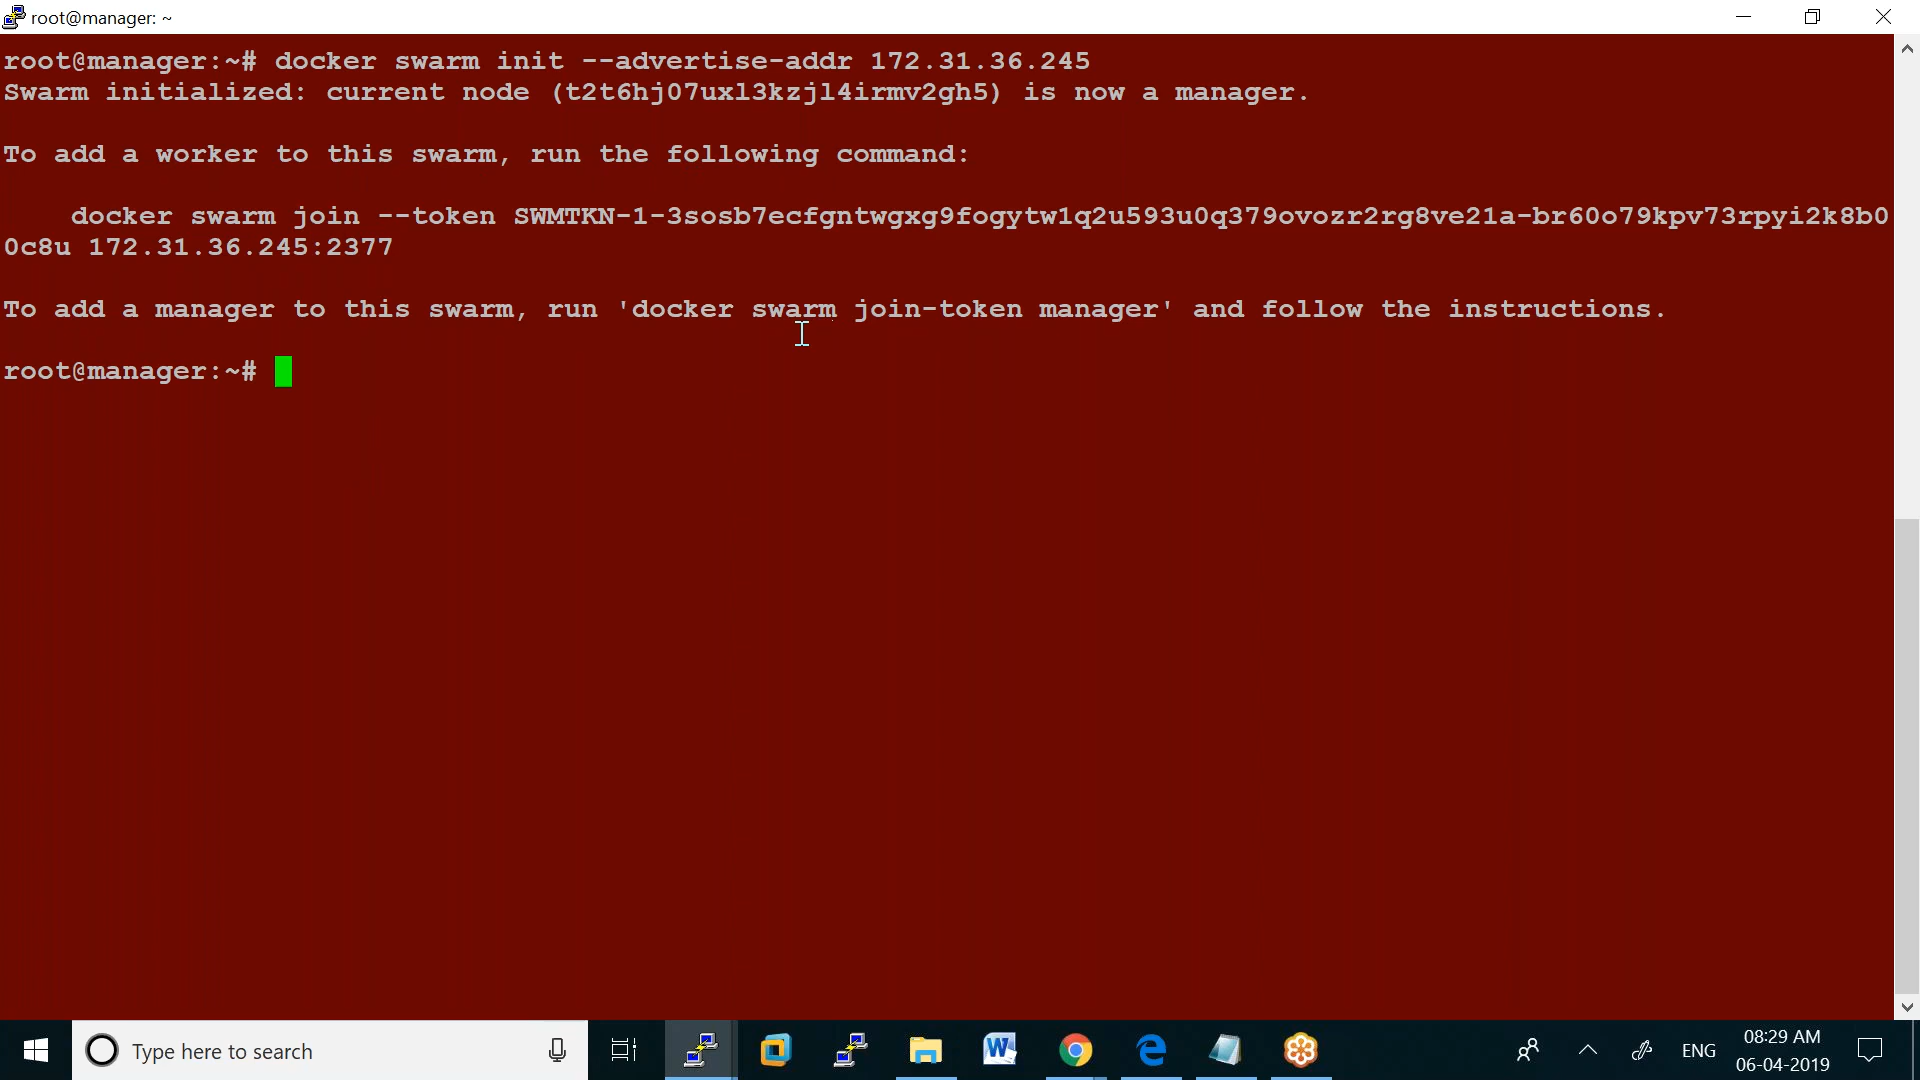 root@manager: ~
root@manager:~# docker swarm init --advertise-addr 172.31.36.245
Swarm initialized: current node (t2t6hj07uxl3kzjl4irmv2gh5) is now a manager.
To add a worker to this swarm, run the following command:
docker swarm join --token SWMTKN-1-3sosb7ecfgntwgxg9fogytw1q2u593u0q379ovozr2rg8ve21a-br60o79kpv73rpyi2k8b0
0c8u 172.31.36.245:2377
To add a manager to this swarm, run 'docker swarm join-token manager' and follow the instructions.
root@manager:~#
Type here to search
ENG
08:29 AM
06-04-2019